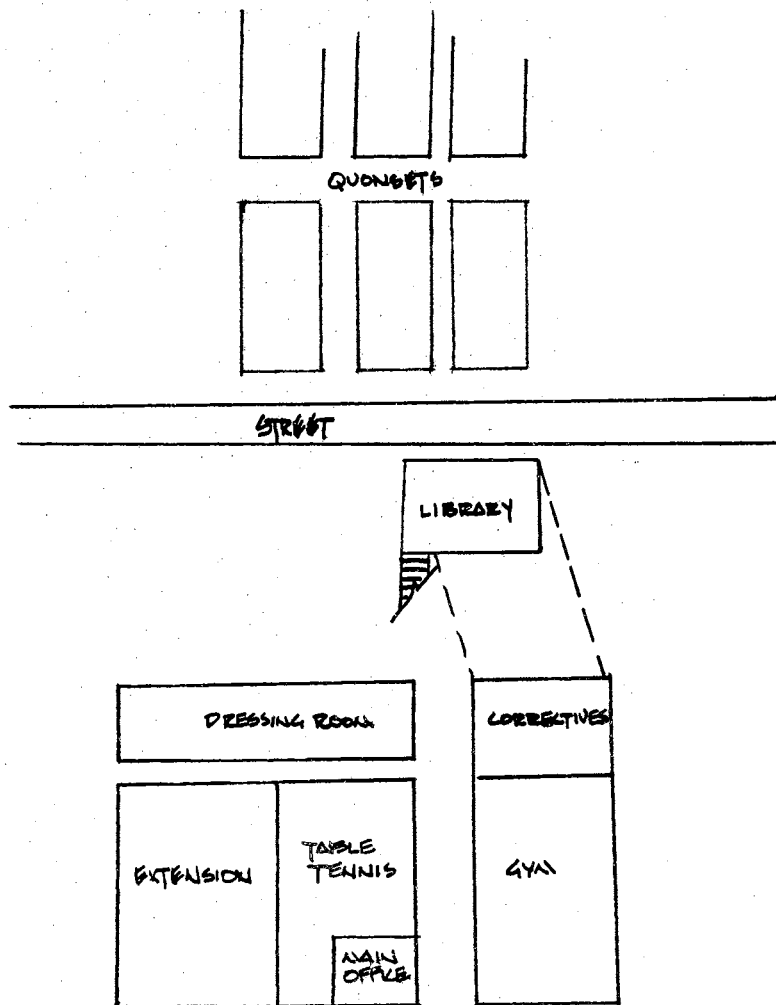 QUONSETS
STREET
LIBRARY
DRESSING ROOM
CORRECTIVES
EXTENSION
TABLE
TENNIS
GYM
MAIN
OFFICE